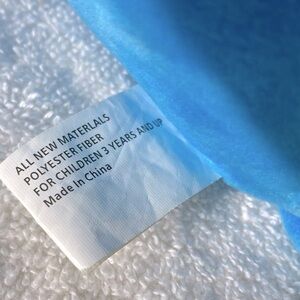 ALL NEW MATERLALS
POLYESTER FIBER
FOR CHILDREN 3 YEARS AND UP
Made In China